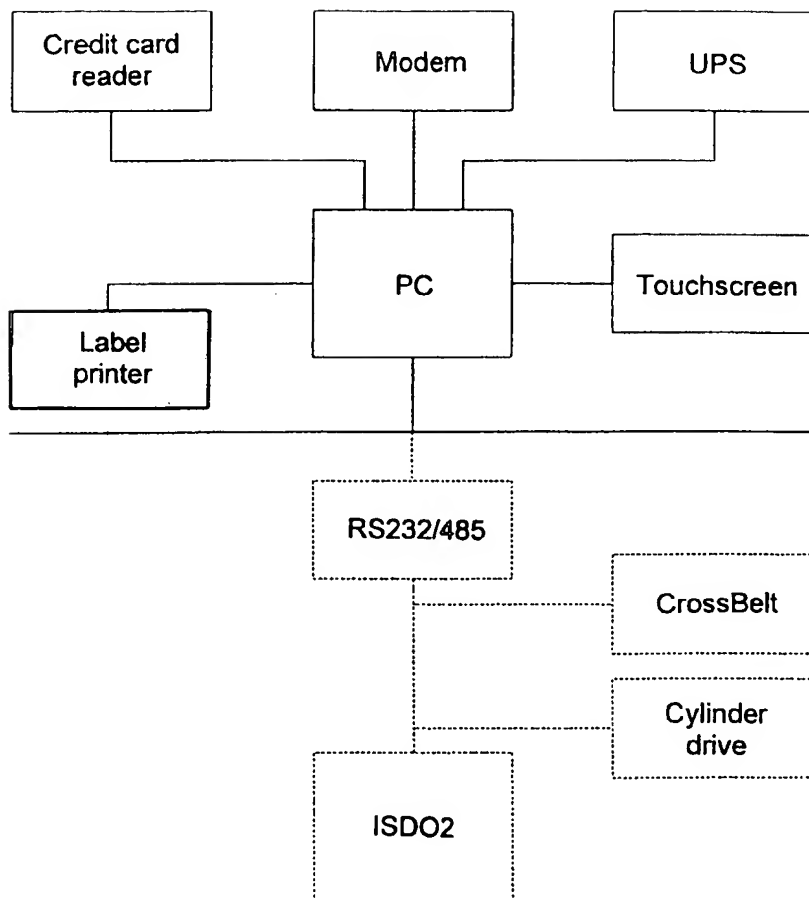 Credit card
reader
Modem
UPS
PC
Touchscreen
Label
printer
RS232/485
CrossBelt
Cylinder
drive
ISDO2